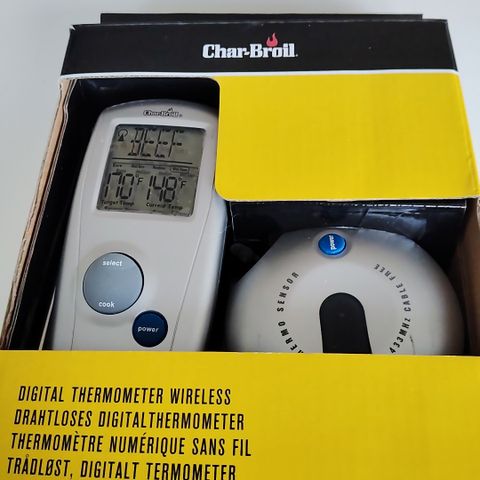 Char-Broil
Char-Broil
BEEF
170°F 148°F
Target Temp Current Temp
select
cook
power
power
THERMO SENSOR
433MHz CABLE FREE
DIGITAL THERMOMETER WIRELESS
DRAHTLOSES DIGITALTHERMOMETER
THERMOMÈTRE NUMÉRIQUE SANS FIL
TRÅDLØST, DIGITALT TERMOMETER